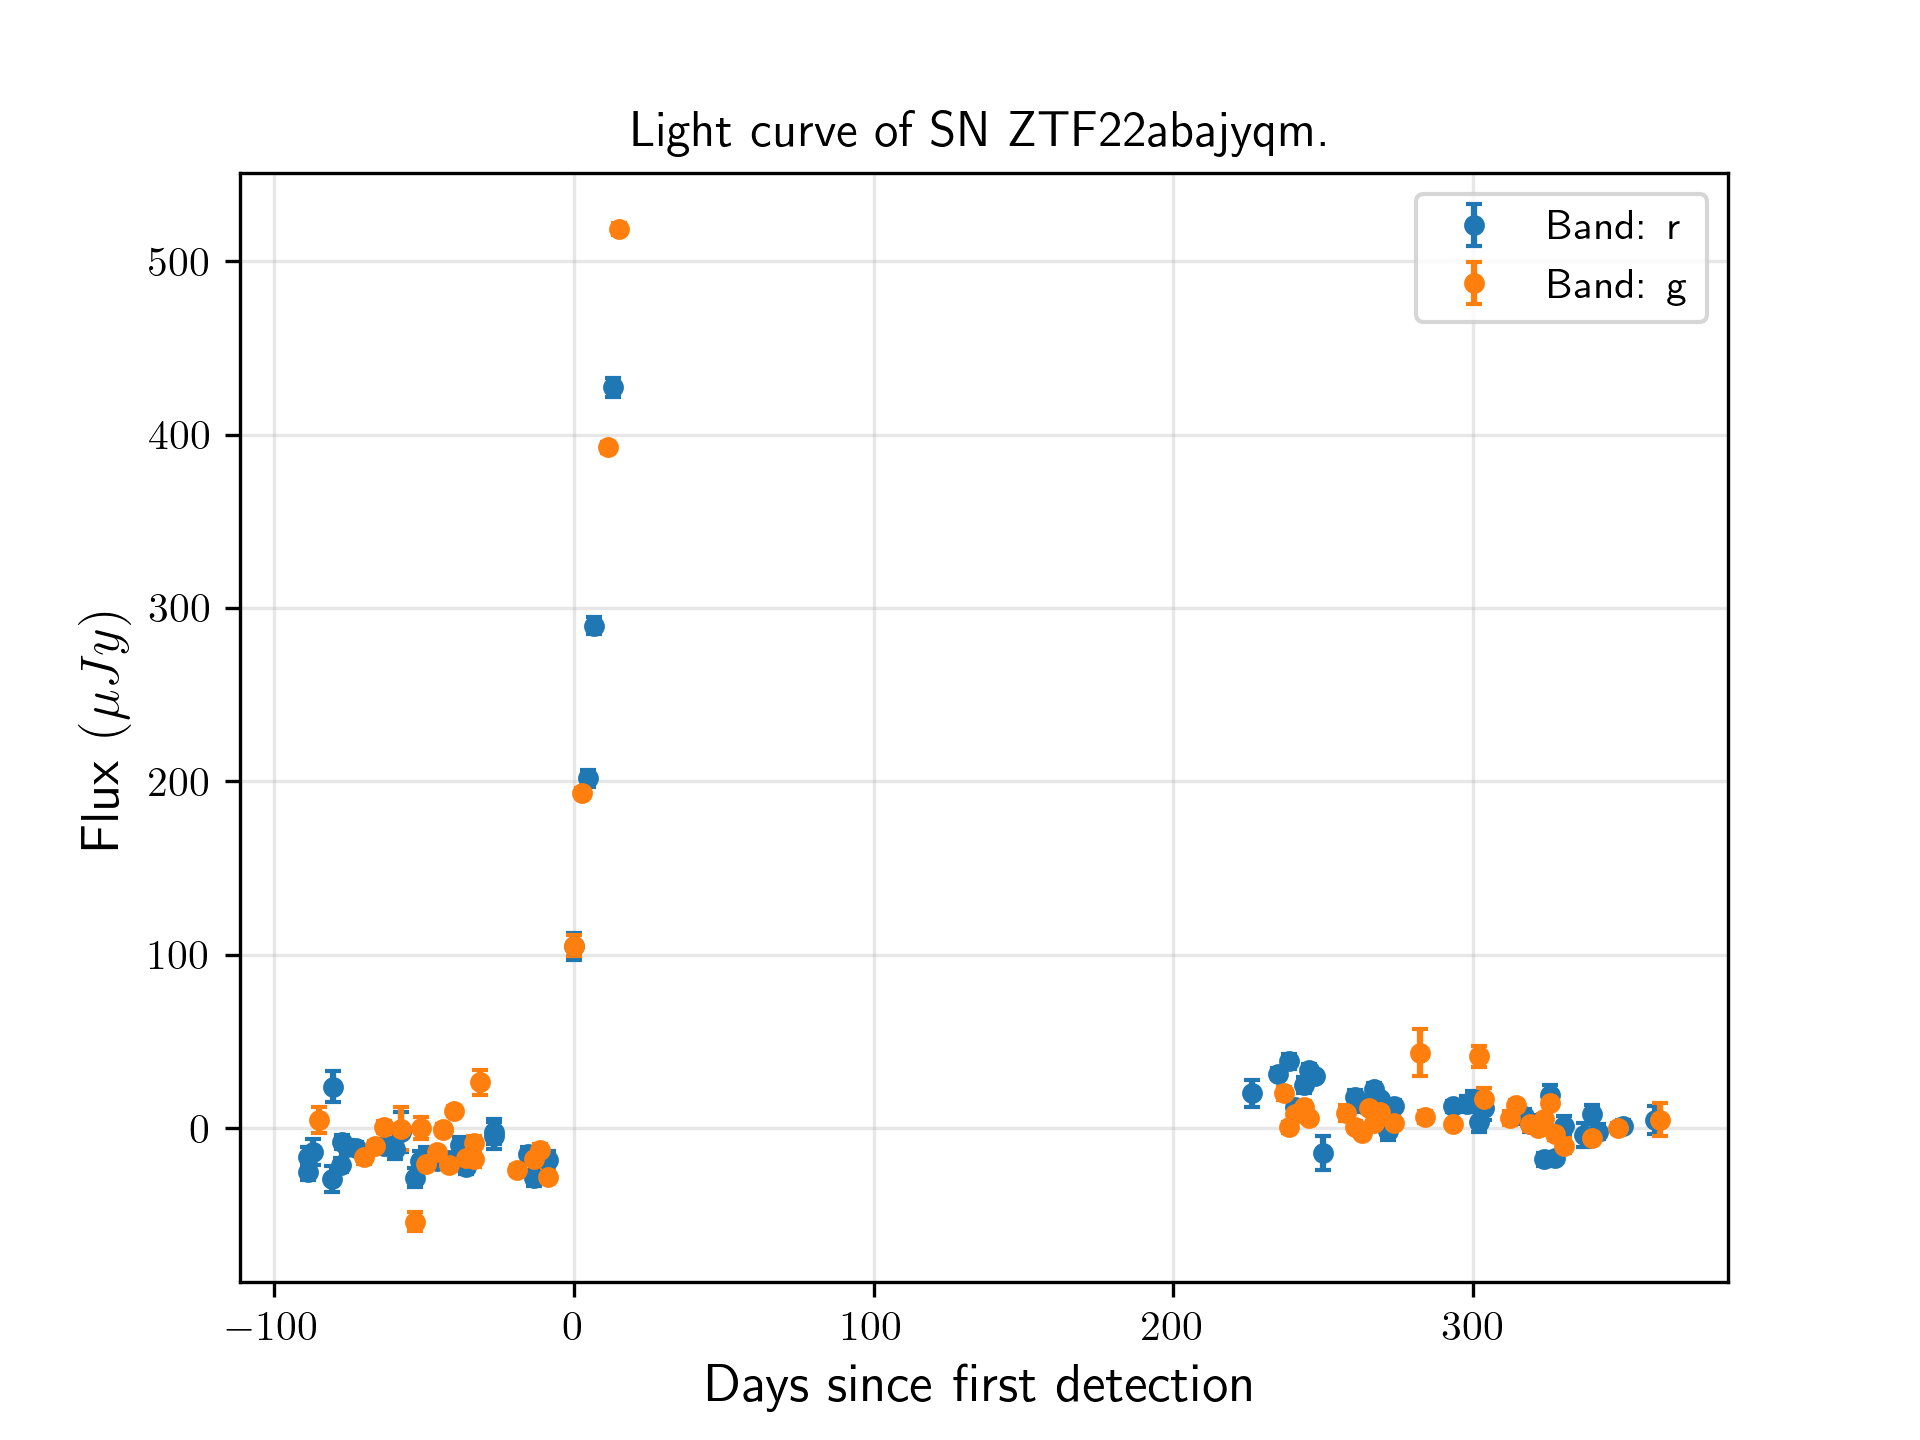 Light curve of SN ZTF22abajyqm.
Band: r
Band: g
500
400
300
200
100
0
Flux (μJy)
−100 0 100 200 300
Days since first detection